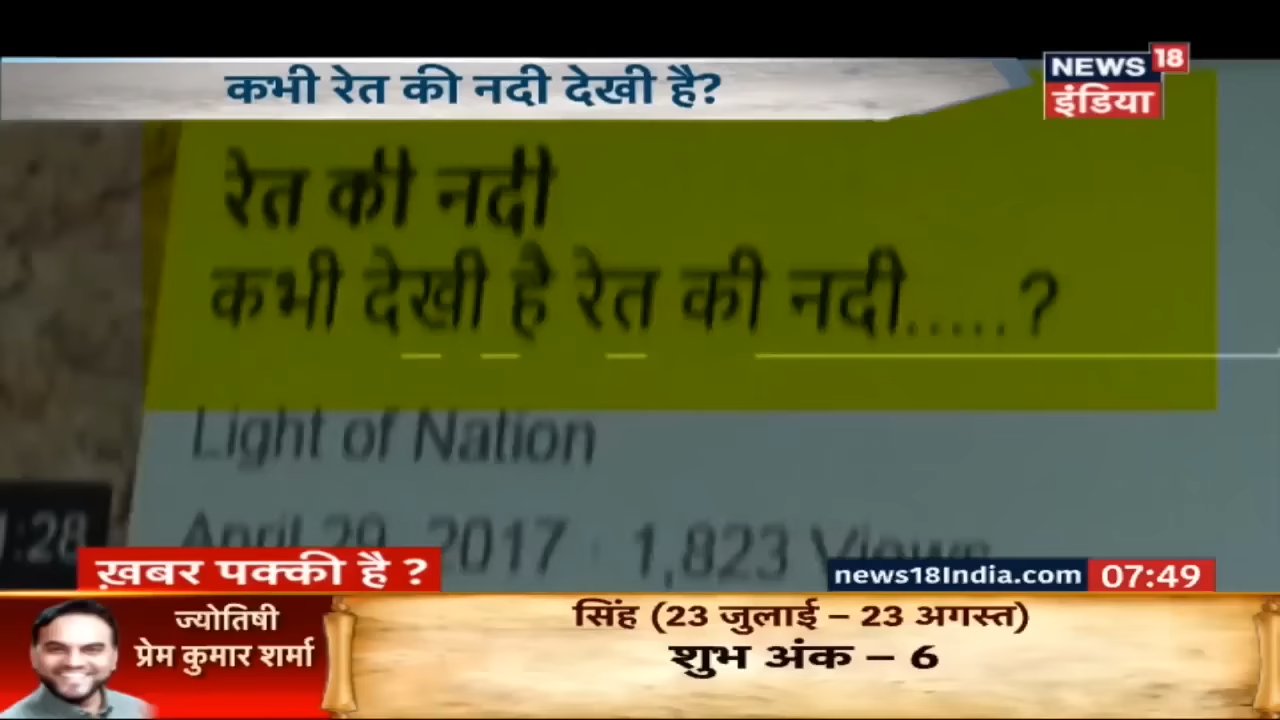 कभी रेत की नदी देखी है?
NEWS 18
इंडिया
रेत की नदी
कभी देखी है रेत की नदी.....?
Light of Nation
April 29, 2017 · 1,823 Views
1:28
ख़बर पक्की है ?
news18India.com 07:49
ज्योतिषी
प्रेम कुमार शर्मा
सिंह (23 जुलाई – 23 अगस्त)
शुभ अंक – 6